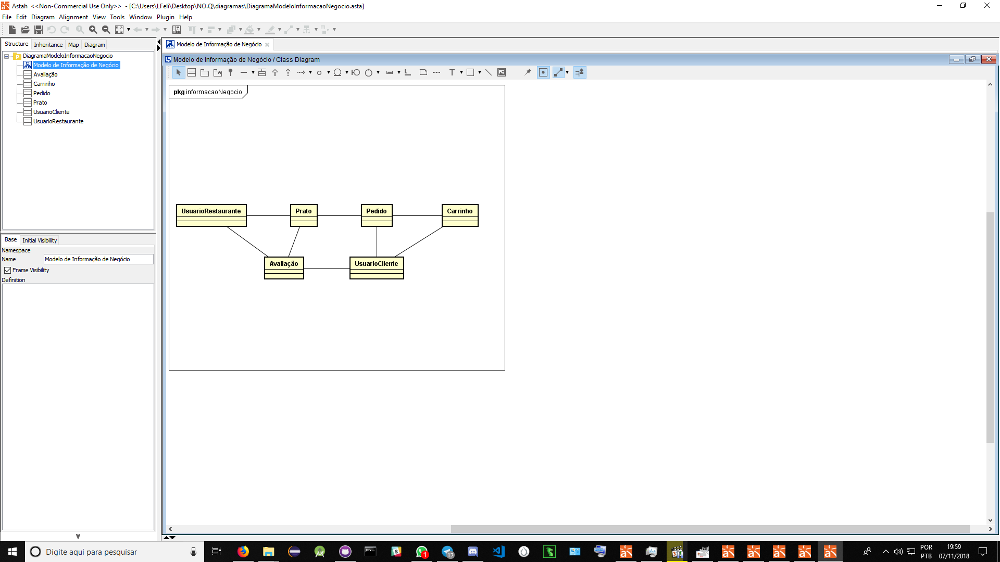 Astah <<Non-Commercial Use Only>> - [C:\Users\LFeli\Desktop\NO.Q\diagramas\DiagramaModeloInformacaoNegocio.asta]
File Edit Diagram Alignment View Tools Window Plugin Help
Structure Inheritance Map Diagram
DiagramaModeloInformacaoNegocio
Modelo de Informação de Negócio
Avaliação
Carrinho
Pedido
Prato
UsuarioCliente
UsuarioRestaurante
Base Initial Visibility
Namespace
Name Modelo de Informação de Negócio
Frame Visibility
Definition
Modelo de Informação de Negócio
Modelo de Informação de Negócio / Class Diagram
pkg informacaoNegocio
UsuarioRestaurante Prato Pedido Carrinho
Avaliação UsuarioCliente
Digite aqui para pesquisar
1
17
POR
PTB
19:59
07/11/2018